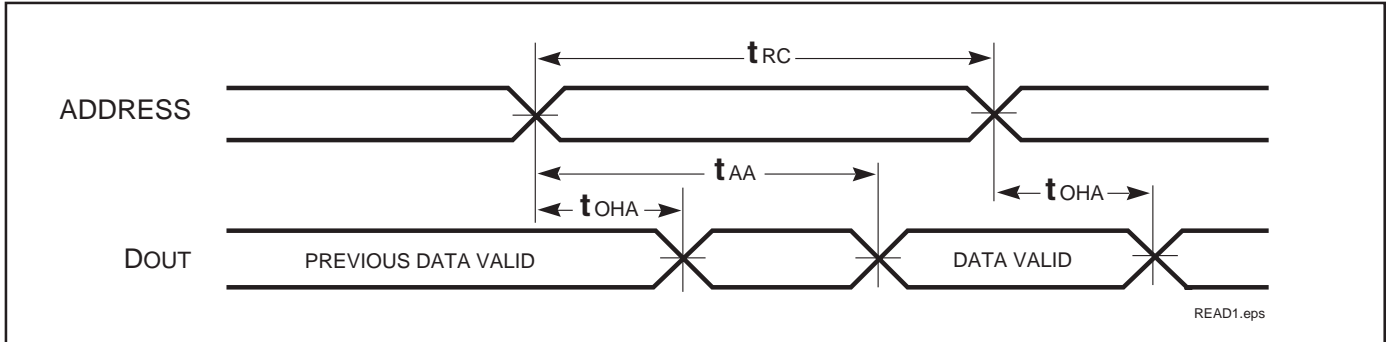 tRC
ADDRESS
tAA
tOHA
tOHA
DOUT
PREVIOUS DATA VALID
DATA VALID
READ1.eps